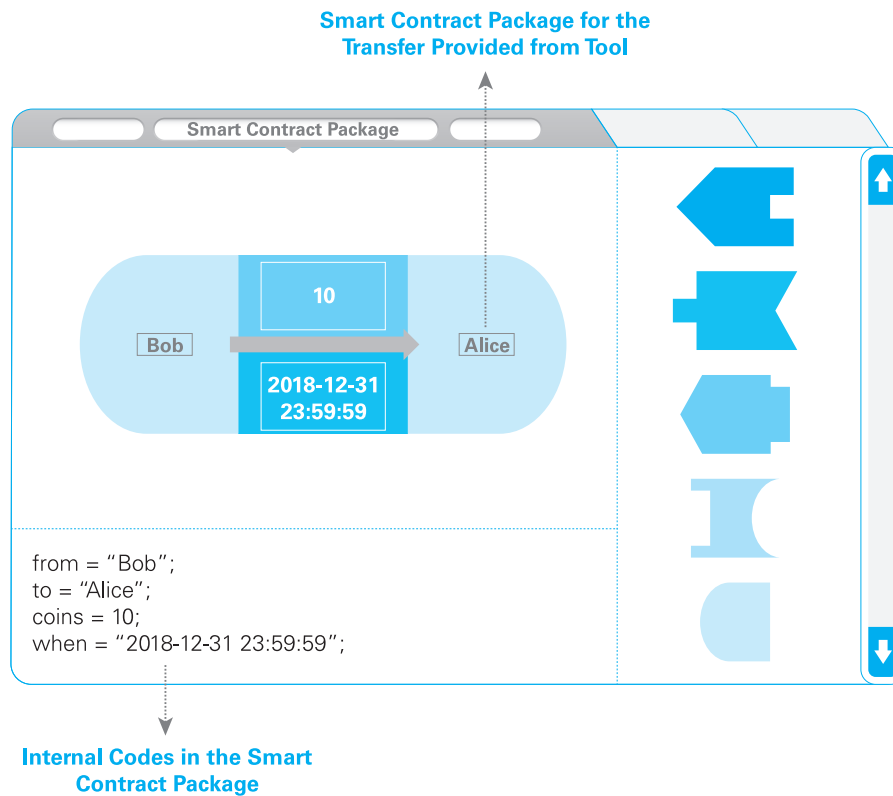 Smart Contract Package for the
Transfer Provided from Tool
Smart Contract Package
10
Bob
Alice
2018-12-31
23:59:59
from = “Bob”;
to = “Alice”;
coins = 10;
when = “2018-12-31 23:59:59”;
Internal Codes in the Smart
Contract Package